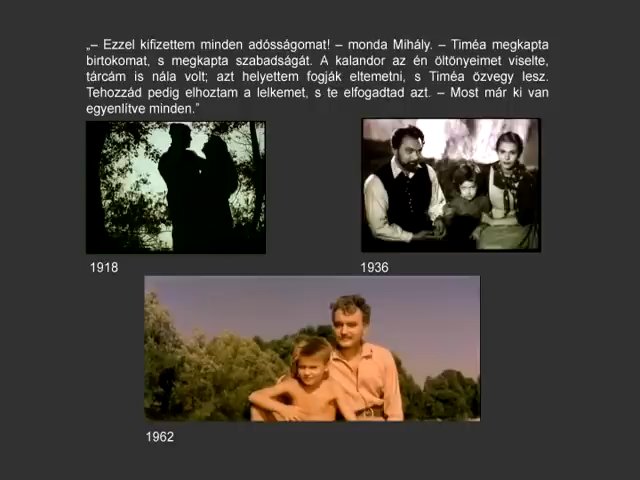 „– Ezzel kifizettem minden adósságomat! – monda Mihály. – Timéa megkapta
birtokomat, s megkapta szabadságát. A kalandor az én öltönyeimet viselte,
tárcám is nála volt; azt helyettem fogják eltemetni, s Timéa özvegy lesz.
Tehozzád pedig elhoztam a lelkemet, s te elfogadtad azt. – Most már ki van
egyenlítve minden.”
1918
1936
1962